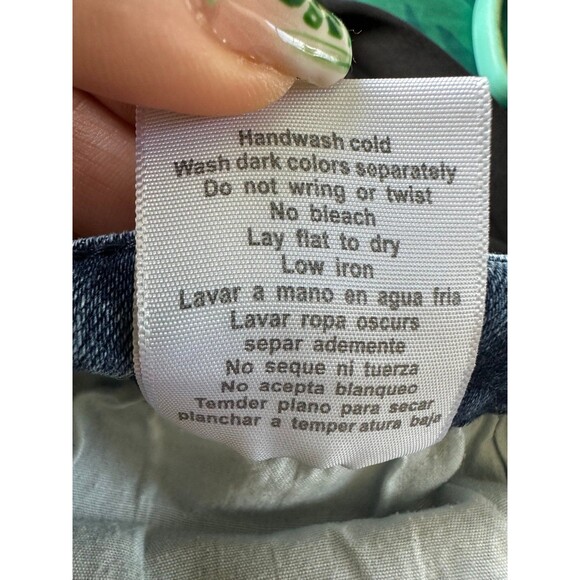 Handwash cold
Wash dark colors separately
Do not wring or twist
No bleach
Lay flat to dry
Low iron
Lavar a mano en agua fria
Lavar ropa oscurs
separ ademente
No seque ni tuerza
No acepta blanqueo
Temder plano para secar
planchar a temper atura baja